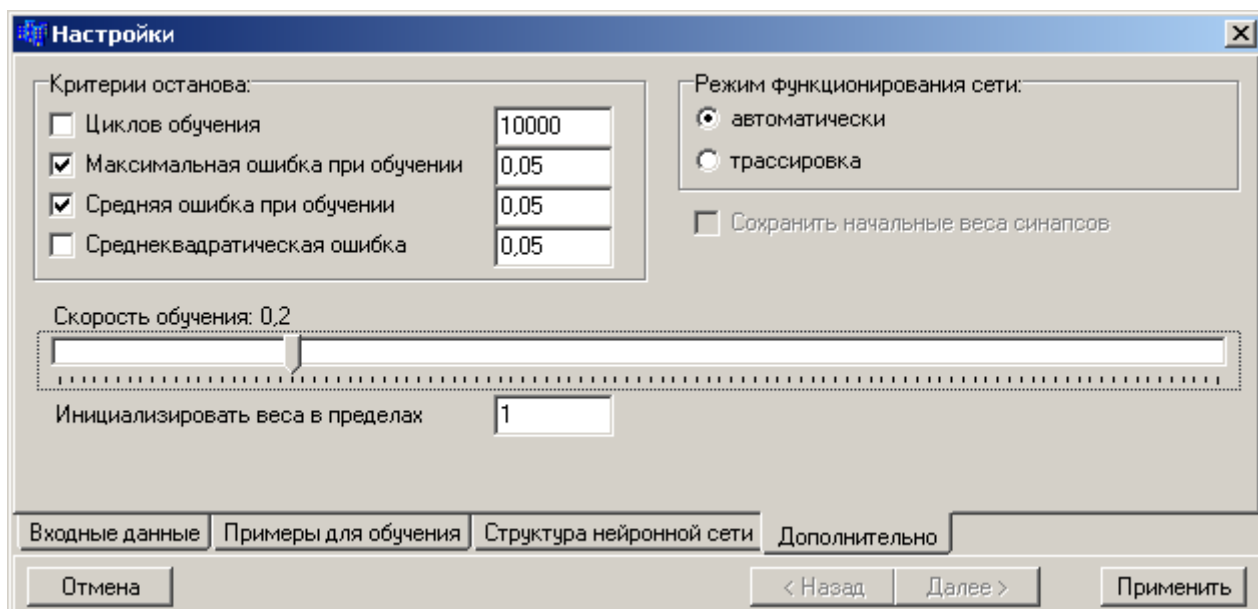 Настройки
Критерии останова:
Циклов обучения 10000
Максимальная ошибка при обучении 0,05
Средняя ошибка при обучении 0,05
Среднеквадратическая ошибка 0,05
Режим функционирования сети:
автоматически
трассировка
Сохранить начальные веса синапсов
Скорость обучения: 0,2
Инициализировать веса в пределах 1
Входные данные Примеры для обучения Структура нейронной сети Дополнительно
Отмена < Назад Далее > Применить